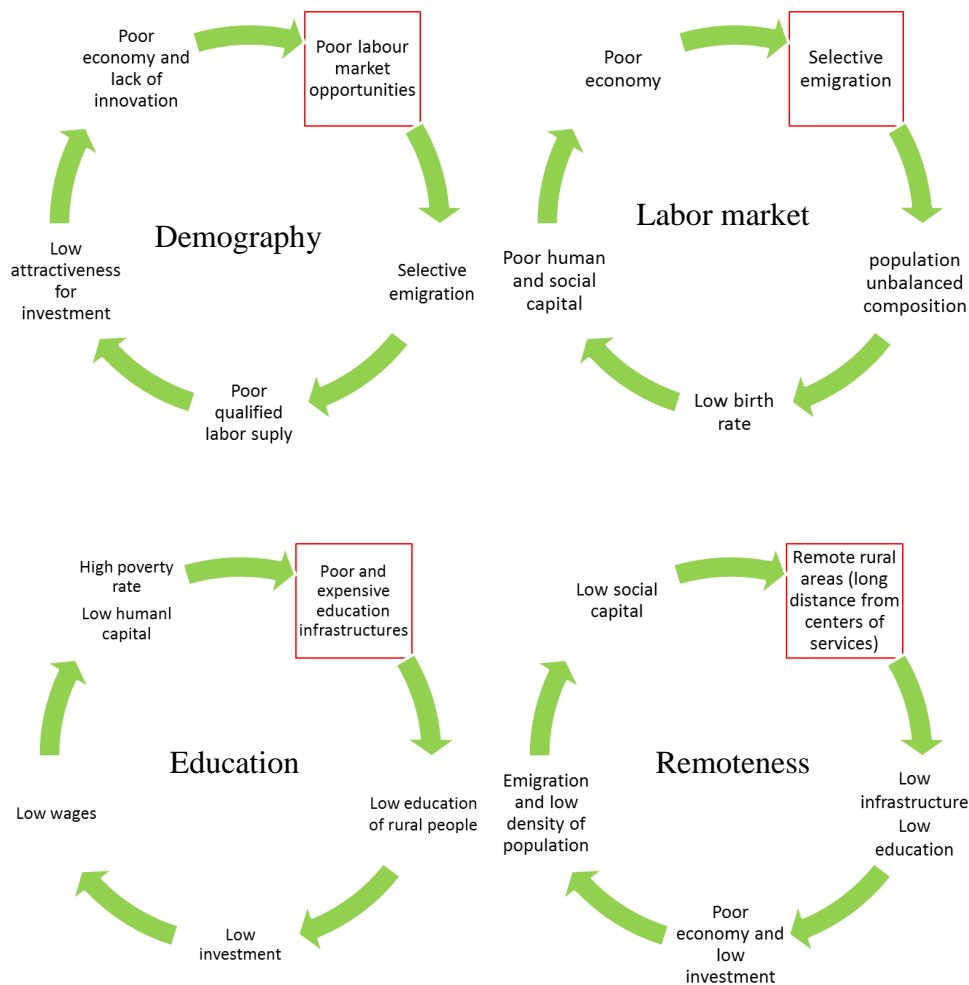 Poor
economy and
lack of
innovation
Poor labour
market
opportunities
Selective
emigration
Poor
qualified
labor suply
Low
attractiveness
for
investment
Demography
Poor
economy
Selective
emigration
population
unbalanced
composition
Low birth
rate
Poor human
and social
capital
Labor market
High poverty
rate
Low humanl
capital
Poor and
expensive
education
infrastructures
Low education
of rural people
Low
investment
Low wages
Education
Low social
capital
Remote rural
areas (long
distance from
centers of
services)
Low
infrastructure
Low
education
Poor
economy and
low
investment
Emigration
and low
density of
population
Remoteness